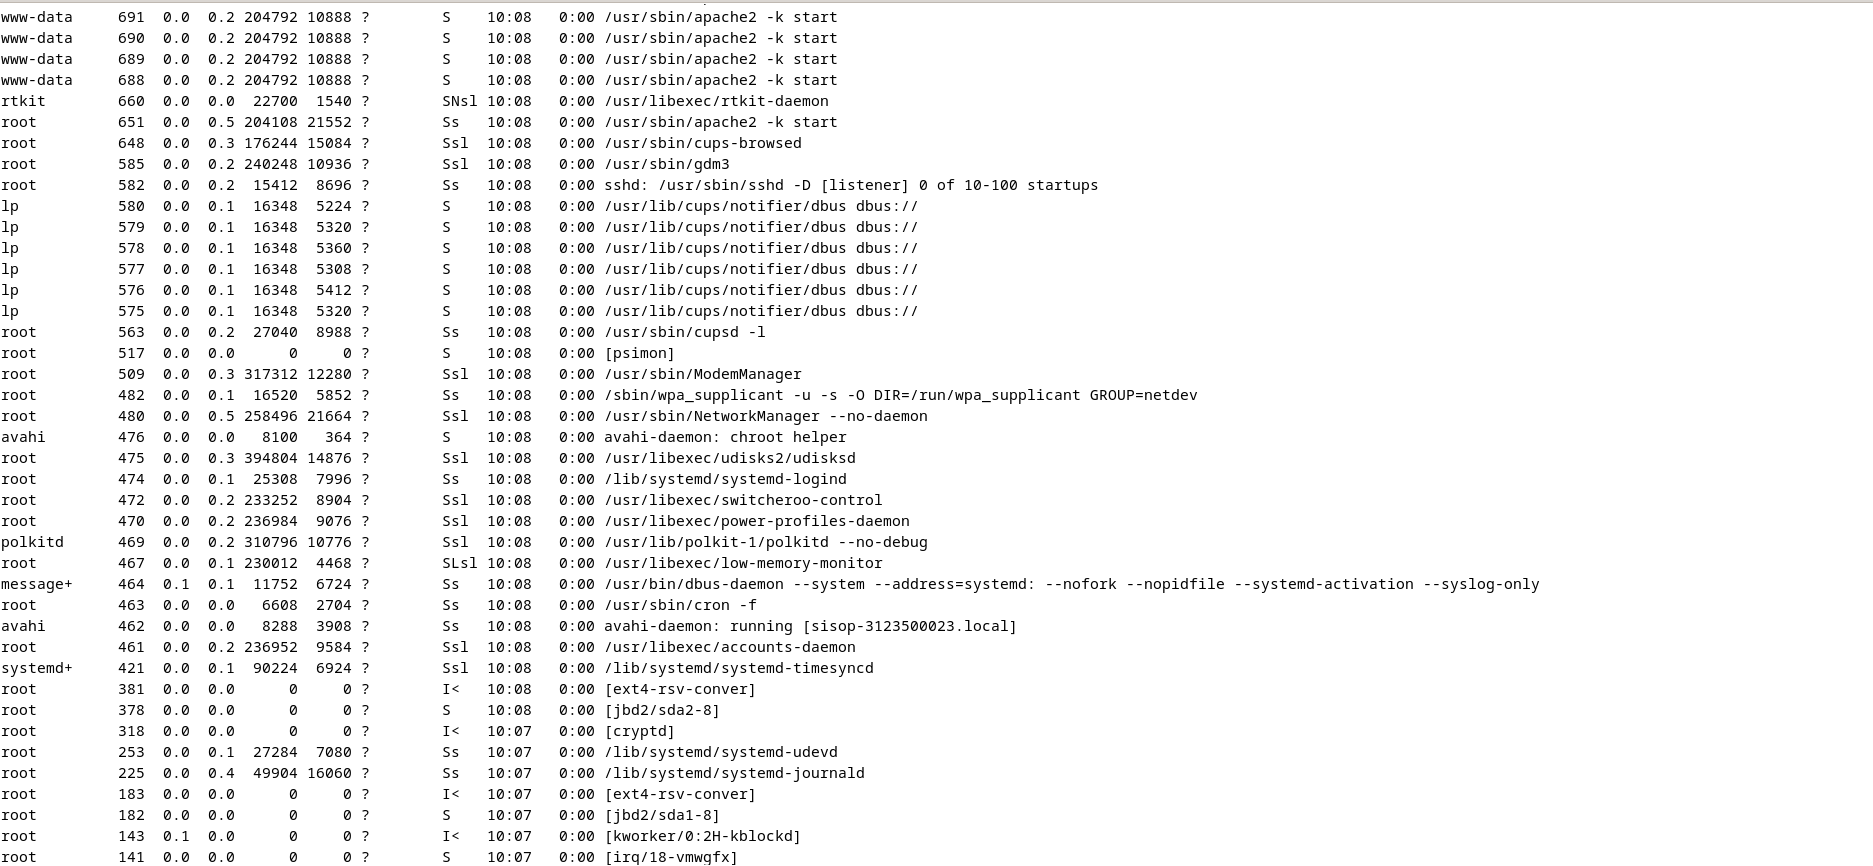 www-data     691  0.0  0.2 204792 10888 ?        S    10:08   0:00 /usr/sbin/apache2 -k start
www-data     690  0.0  0.2 204792 10888 ?        S    10:08   0:00 /usr/sbin/apache2 -k start
www-data     689  0.0  0.2 204792 10888 ?        S    10:08   0:00 /usr/sbin/apache2 -k start
www-data     688  0.0  0.2 204792 10888 ?        S    10:08   0:00 /usr/sbin/apache2 -k start
rtkit        660  0.0  0.0  22700  1540 ?        SNsl 10:08   0:00 /usr/libexec/rtkit-daemon
root         651  0.0  0.5 204108 21552 ?        Ss   10:08   0:00 /usr/sbin/apache2 -k start
root         648  0.0  0.3 176244 15084 ?        Ssl  10:08   0:00 /usr/sbin/cups-browsed
root         585  0.0  0.2 240248 10936 ?        Ssl  10:08   0:00 /usr/sbin/gdm3
root         582  0.0  0.2  15412  8696 ?        Ss   10:08   0:00 sshd: /usr/sbin/sshd -D [listener] 0 of 10-100 startups
lp           580  0.0  0.1  16348  5224 ?        S    10:08   0:00 /usr/lib/cups/notifier/dbus dbus://
lp           579  0.0  0.1  16348  5320 ?        S    10:08   0:00 /usr/lib/cups/notifier/dbus dbus://
lp           578  0.0  0.1  16348  5360 ?        S    10:08   0:00 /usr/lib/cups/notifier/dbus dbus://
lp           577  0.0  0.1  16348  5308 ?        S    10:08   0:00 /usr/lib/cups/notifier/dbus dbus://
lp           576  0.0  0.1  16348  5412 ?        S    10:08   0:00 /usr/lib/cups/notifier/dbus dbus://
lp           575  0.0  0.1  16348  5320 ?        S    10:08   0:00 /usr/lib/cups/notifier/dbus dbus://
root         563  0.0  0.2  27040  8988 ?        Ss   10:08   0:00 /usr/sbin/cupsd -l
root         517  0.0  0.0      0     0 ?        S    10:08   0:00 [psimon]
root         509  0.0  0.3 317312 12280 ?        Ssl  10:08   0:00 /usr/sbin/ModemManager
root         482  0.0  0.1  16520  5852 ?        Ss   10:08   0:00 /sbin/wpa_supplicant -u -s -O DIR=/run/wpa_supplicant GROUP=netdev
root         480  0.0  0.5 258496 21664 ?        Ssl  10:08   0:00 /usr/sbin/NetworkManager --no-daemon
avahi        476  0.0  0.0   8100   364 ?        S    10:08   0:00 avahi-daemon: chroot helper
root         475  0.0  0.3 394804 14876 ?        Ssl  10:08   0:00 /usr/libexec/udisks2/udisksd
root         474  0.0  0.1  25308  7996 ?        Ss   10:08   0:00 /lib/systemd/systemd-logind
root         472  0.0  0.2 233252  8904 ?        Ssl  10:08   0:00 /usr/libexec/switcheroo-control
root         470  0.0  0.2 236984  9076 ?        Ssl  10:08   0:00 /usr/libexec/power-profiles-daemon
polkitd      469  0.0  0.2 310796 10776 ?        Ssl  10:08   0:00 /usr/lib/polkit-1/polkitd --no-debug
root         467  0.0  0.1 230012  4468 ?        SLsl 10:08   0:00 /usr/libexec/low-memory-monitor
message+     464  0.1  0.1  11752  6724 ?        Ss   10:08   0:00 /usr/bin/dbus-daemon --system --address=systemd: --nofork --nopidfile --systemd-activation --syslog-only
root         463  0.0  0.0   6608  2704 ?        Ss   10:08   0:00 /usr/sbin/cron -f
avahi        462  0.0  0.0   8288  3908 ?        Ss   10:08   0:00 avahi-daemon: running [sisop-3123500023.local]
root         461  0.0  0.2 236952  9584 ?        Ssl  10:08   0:00 /usr/libexec/accounts-daemon
systemd+     421  0.0  0.1  90224  6924 ?        Ssl  10:08   0:00 /lib/systemd/systemd-timesyncd
root         381  0.0  0.0      0     0 ?        I<   10:08   0:00 [ext4-rsv-conver]
root         378  0.0  0.0      0     0 ?        S    10:08   0:00 [jbd2/sda2-8]
root         318  0.0  0.0      0     0 ?        I<   10:07   0:00 [cryptd]
root         253  0.0  0.1  27284  7080 ?        Ss   10:07   0:00 /lib/systemd/systemd-udevd
root         225  0.0  0.4  49904 16060 ?        Ss   10:07   0:00 /lib/systemd/systemd-journald
root         183  0.0  0.0      0     0 ?        I<   10:07   0:00 [ext4-rsv-conver]
root         182  0.0  0.0      0     0 ?        S    10:07   0:00 [jbd2/sda1-8]
root         143  0.1  0.0      0     0 ?        I<   10:07   0:00 [kworker/0:2H-kblockd]
root         141  0.0  0.0      0     0 ?        S    10:07   0:00 [irq/18-vmwgfx]